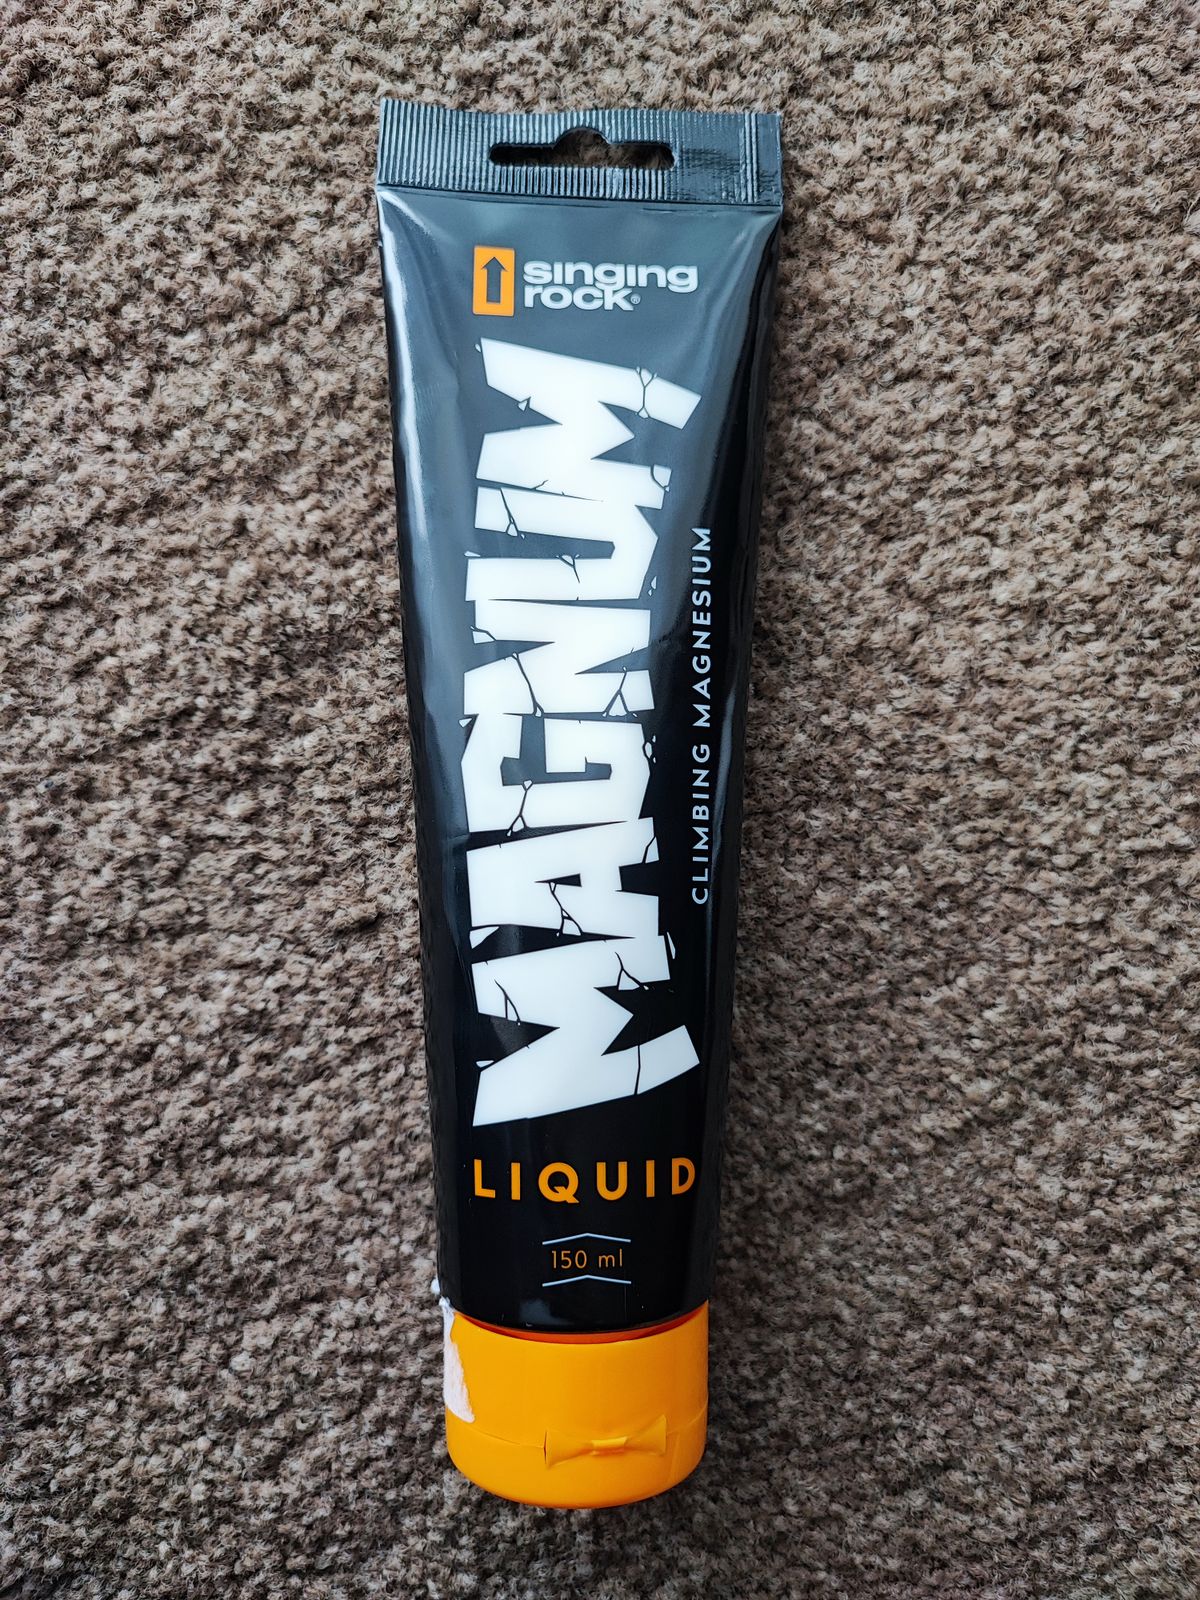 singing
rock®
MAGNUM
CLIMBING MAGNESIUM
LIQUID
150 ml